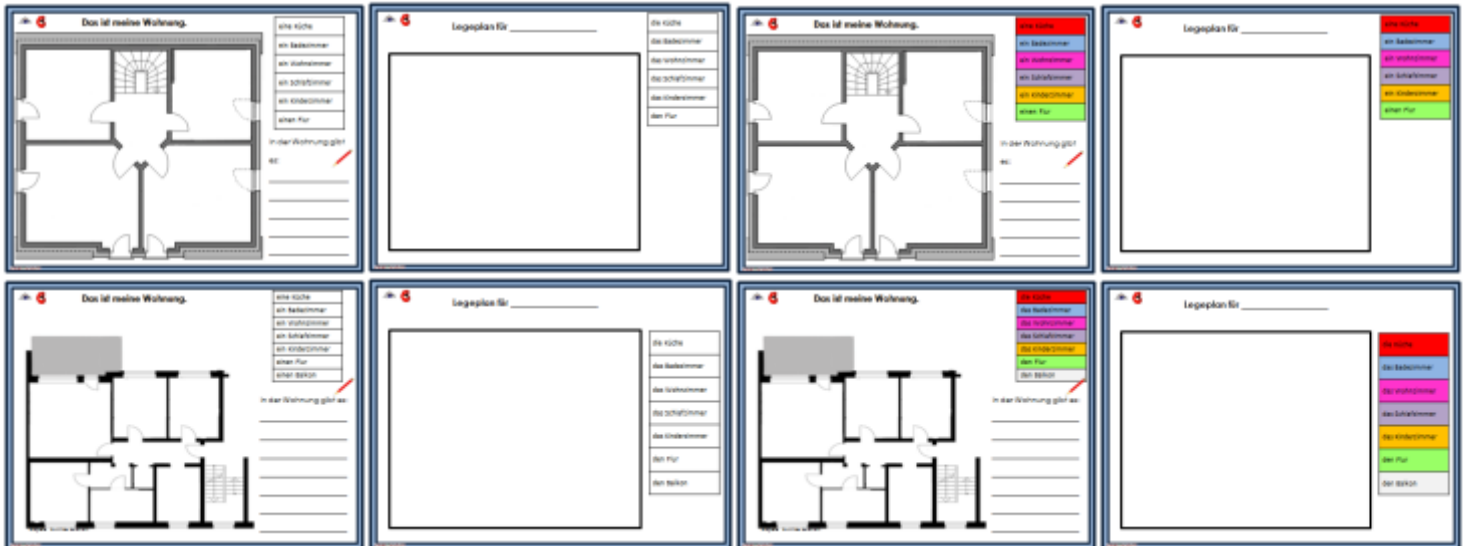 Das ist meine Wohnung.
eine Küche
ein Badezimmer
ein Wohnzimmer
ein Schlafzimmer
ein Kinderzimmer
einen Flur
In der Wohnung gibt
es:
Legeplan für
die Küche
das Badezimmer
das Wohnzimmer
das Schlafzimmer
das Kinderzimmer
den Flur
Das ist meine Wohnung.
eine Küche
ein Badezimmer
ein Wohnzimmer
ein Schlafzimmer
ein Kinderzimmer
einen Flur
In der Wohnung gibt
es:
Legeplan für
eine Küche
ein Badezimmer
ein Wohnzimmer
ein Schlafzimmer
ein Kinderzimmer
einen Flur
Das ist meine Wohnung.
eine Küche
ein Badezimmer
ein Wohnzimmer
ein Schlafzimmer
ein Kinderzimmer
einen Flur
einen Balkon
In der Wohnung gibt es:
Legeplan für
die Küche
das Badezimmer
das Wohnzimmer
das Schlafzimmer
das Kinderzimmer
den Flur
den Balkon
Das ist meine Wohnung.
die Küche
das Badezimmer
das Wohnzimmer
das Schlafzimmer
das Kinderzimmer
den Flur
den Balkon
In der Wohnung gibt es:
Legeplan für
die Küche
das Badezimmer
das Wohnzimmer
das Schlafzimmer
das Kinderzimmer
den Flur
den Balkon